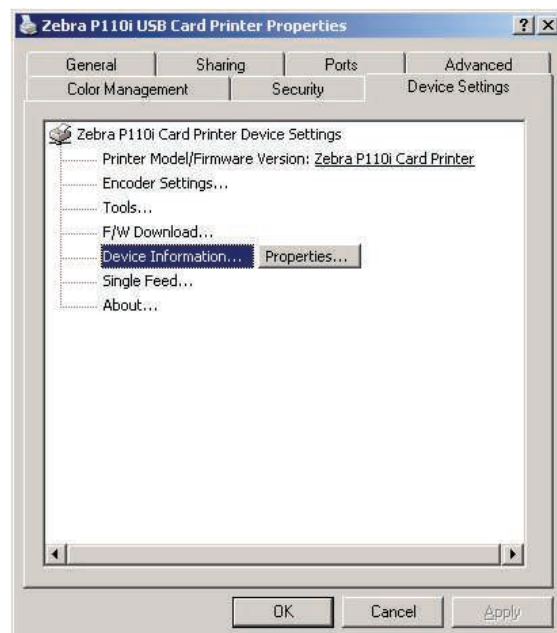 Zebra P110i USB Card Printer Properties
General Sharing Ports Advanced
Color Management Security Device Settings
Zebra P110i Card Printer Device Settings
Printer Model/Firmware Version: Zebra P110i Card Printer
Encoder Settings...
Tools...
F/W Download...
Device Information... Properties...
Single Feed...
About...
OK Cancel Apply